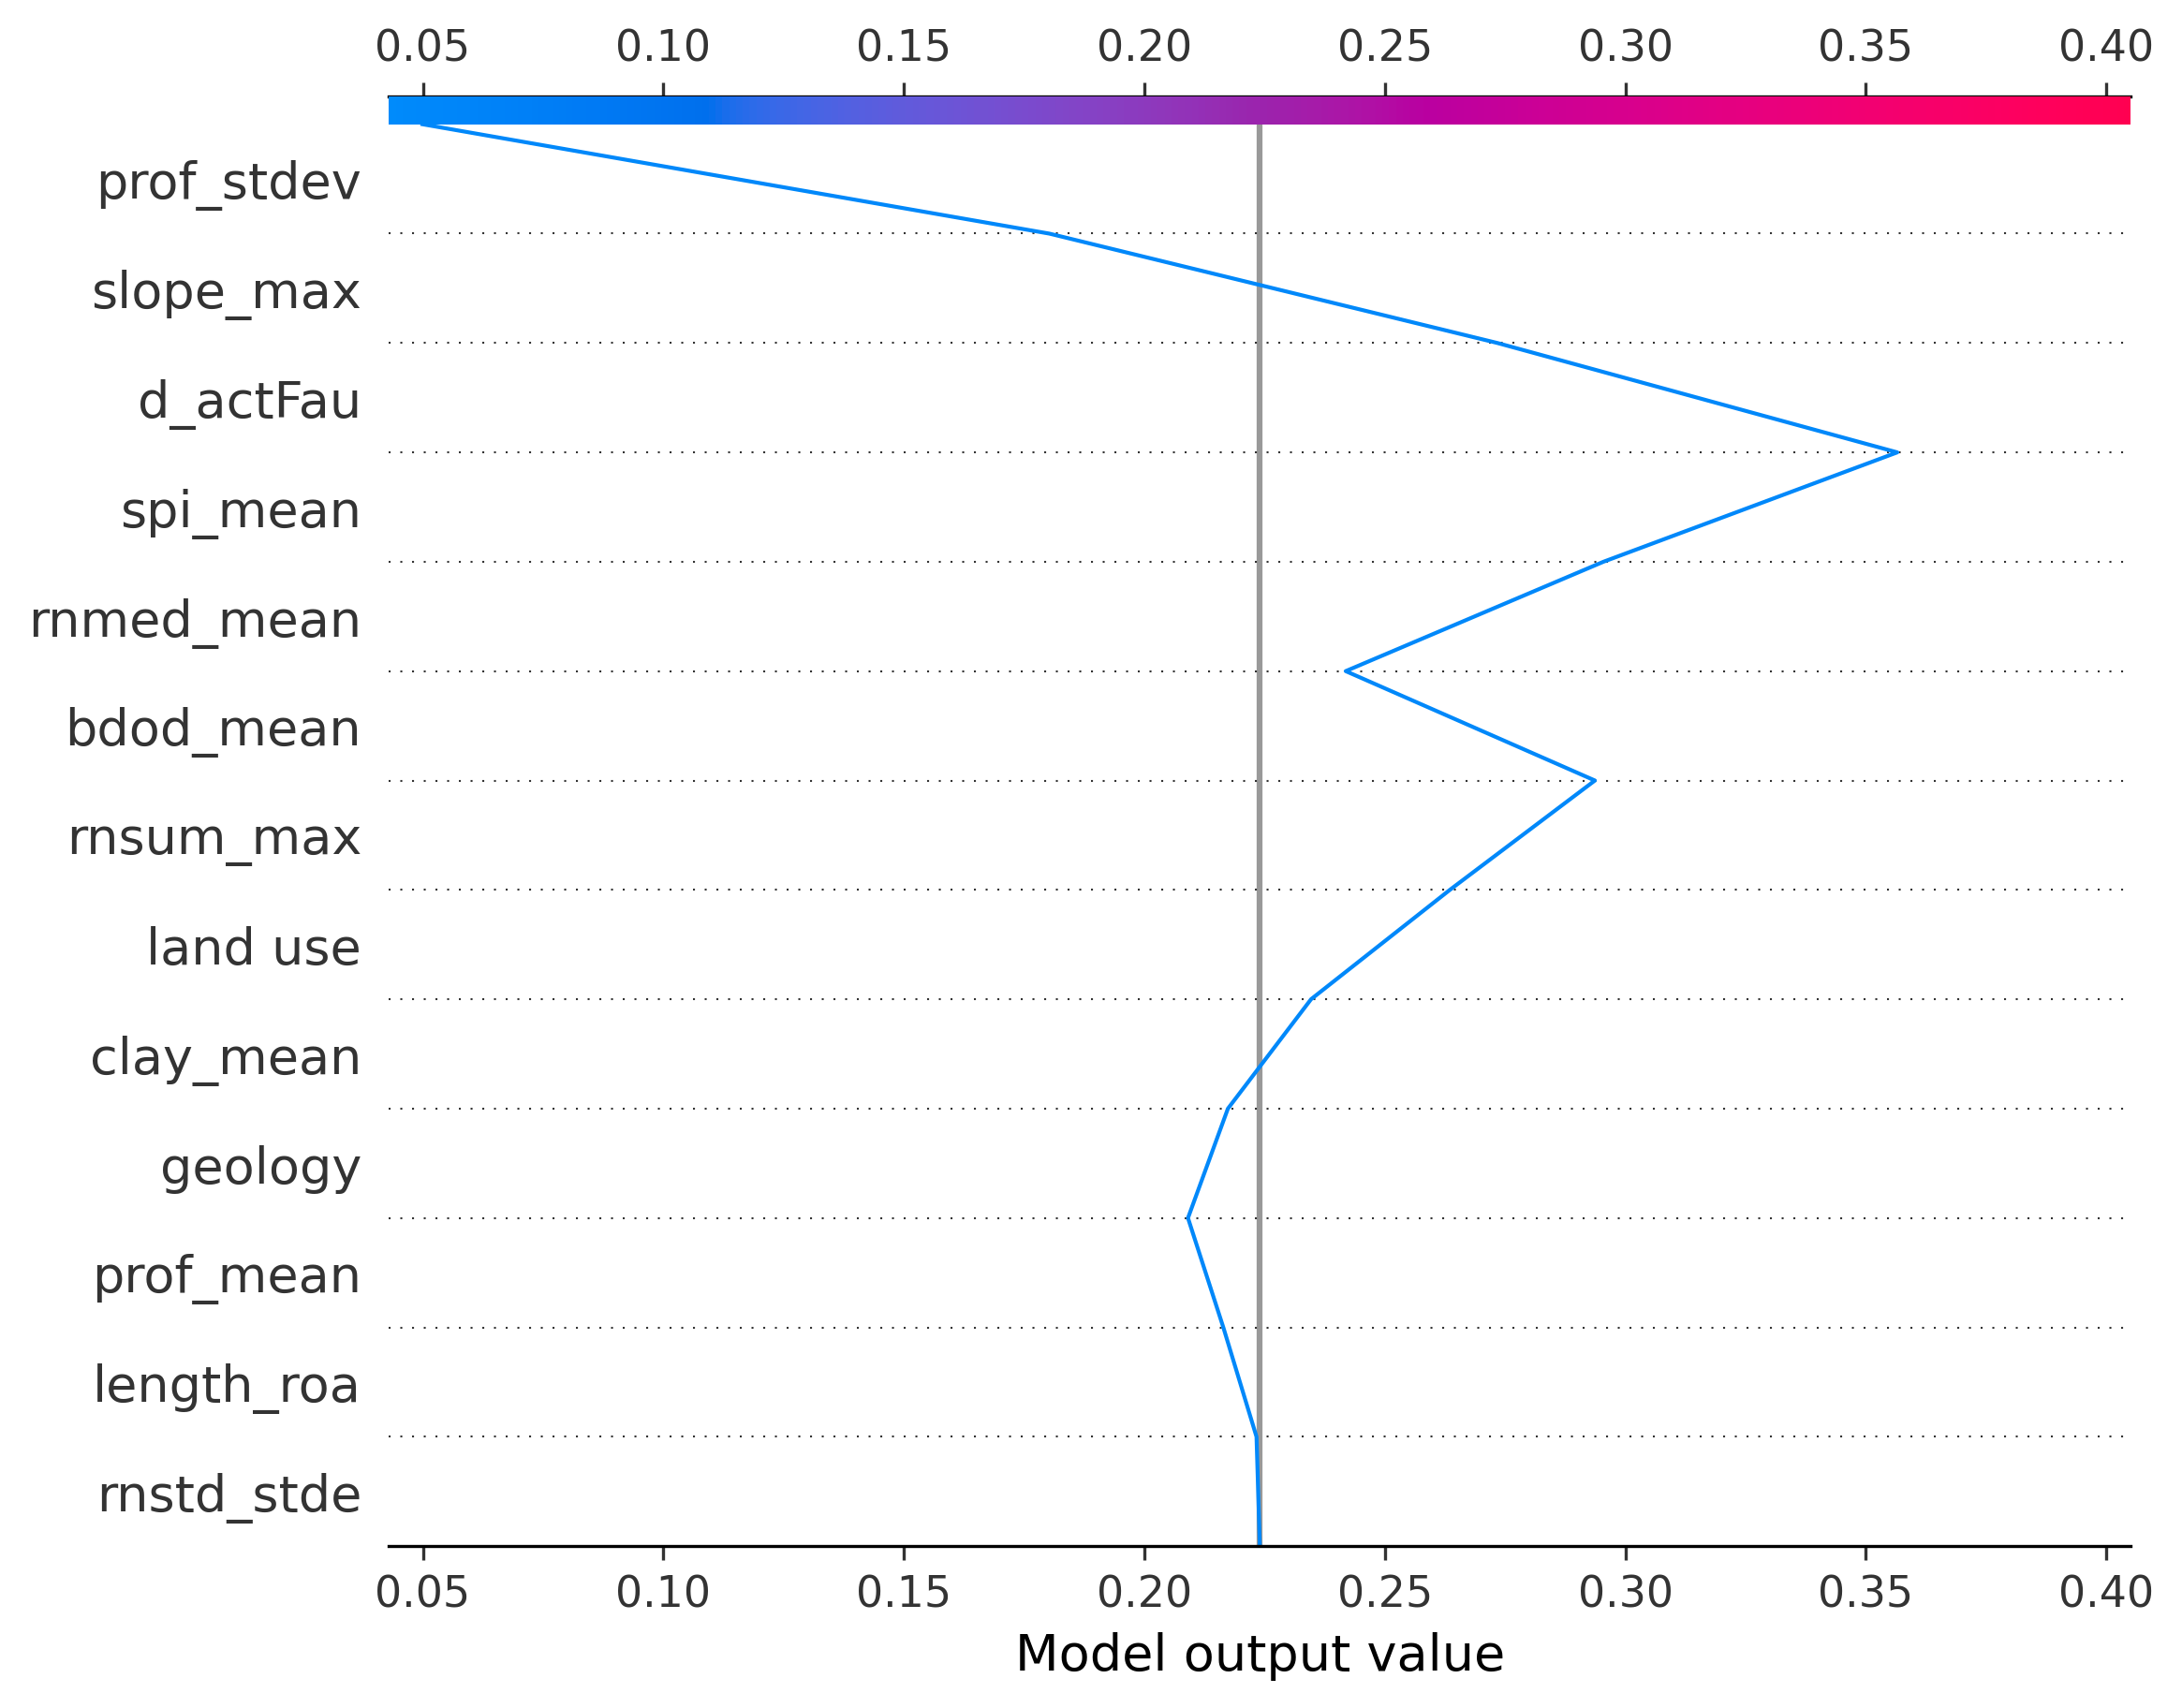 0.05 0.10 0.15 0.20 0.25 0.30 0.35 0.40
prof_stdev
slope_max
d_actFau
spi_mean
rnmed_mean
bdod_mean
rnsum_max
land use
clay_mean
geology
prof_mean
length_roa
rnstd_stde
0.05 0.10 0.15 0.20 0.25 0.30 0.35 0.40
Model output value